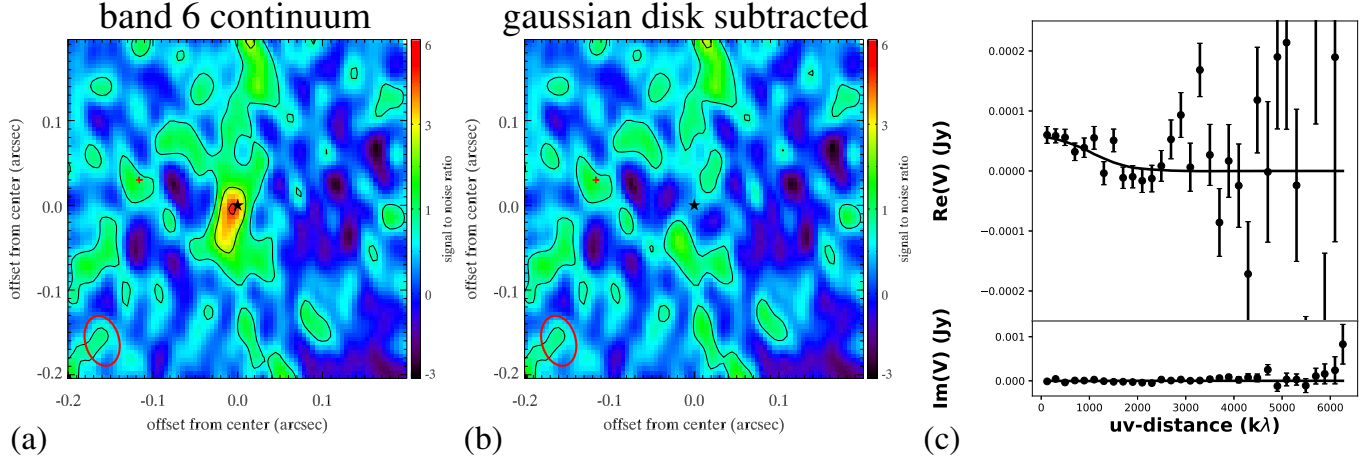 band 6 continuum
gaussian disk subtracted
offset from center (arcsec)
0.1
0.0
-0.1
-0.2
-0.2
-0.1
0.0
0.1
offset from center (arcsec)
6
3
1
0
-3
signal to noise ratio
(a)
offset from center (arcsec)
0.1
0.0
-0.1
-0.2
-0.2
-0.1
0.0
0.1
offset from center (arcsec)
6
3
1
0
-3
signal to noise ratio
(b)
Re(V) (Jy)
0.0002
0.0001
0.0000
−0.0001
−0.0002
Im(V) (Jy)
0.001
0.000
0 1000 2000 3000 4000 5000 6000
uv-distance (kλ)
(c)